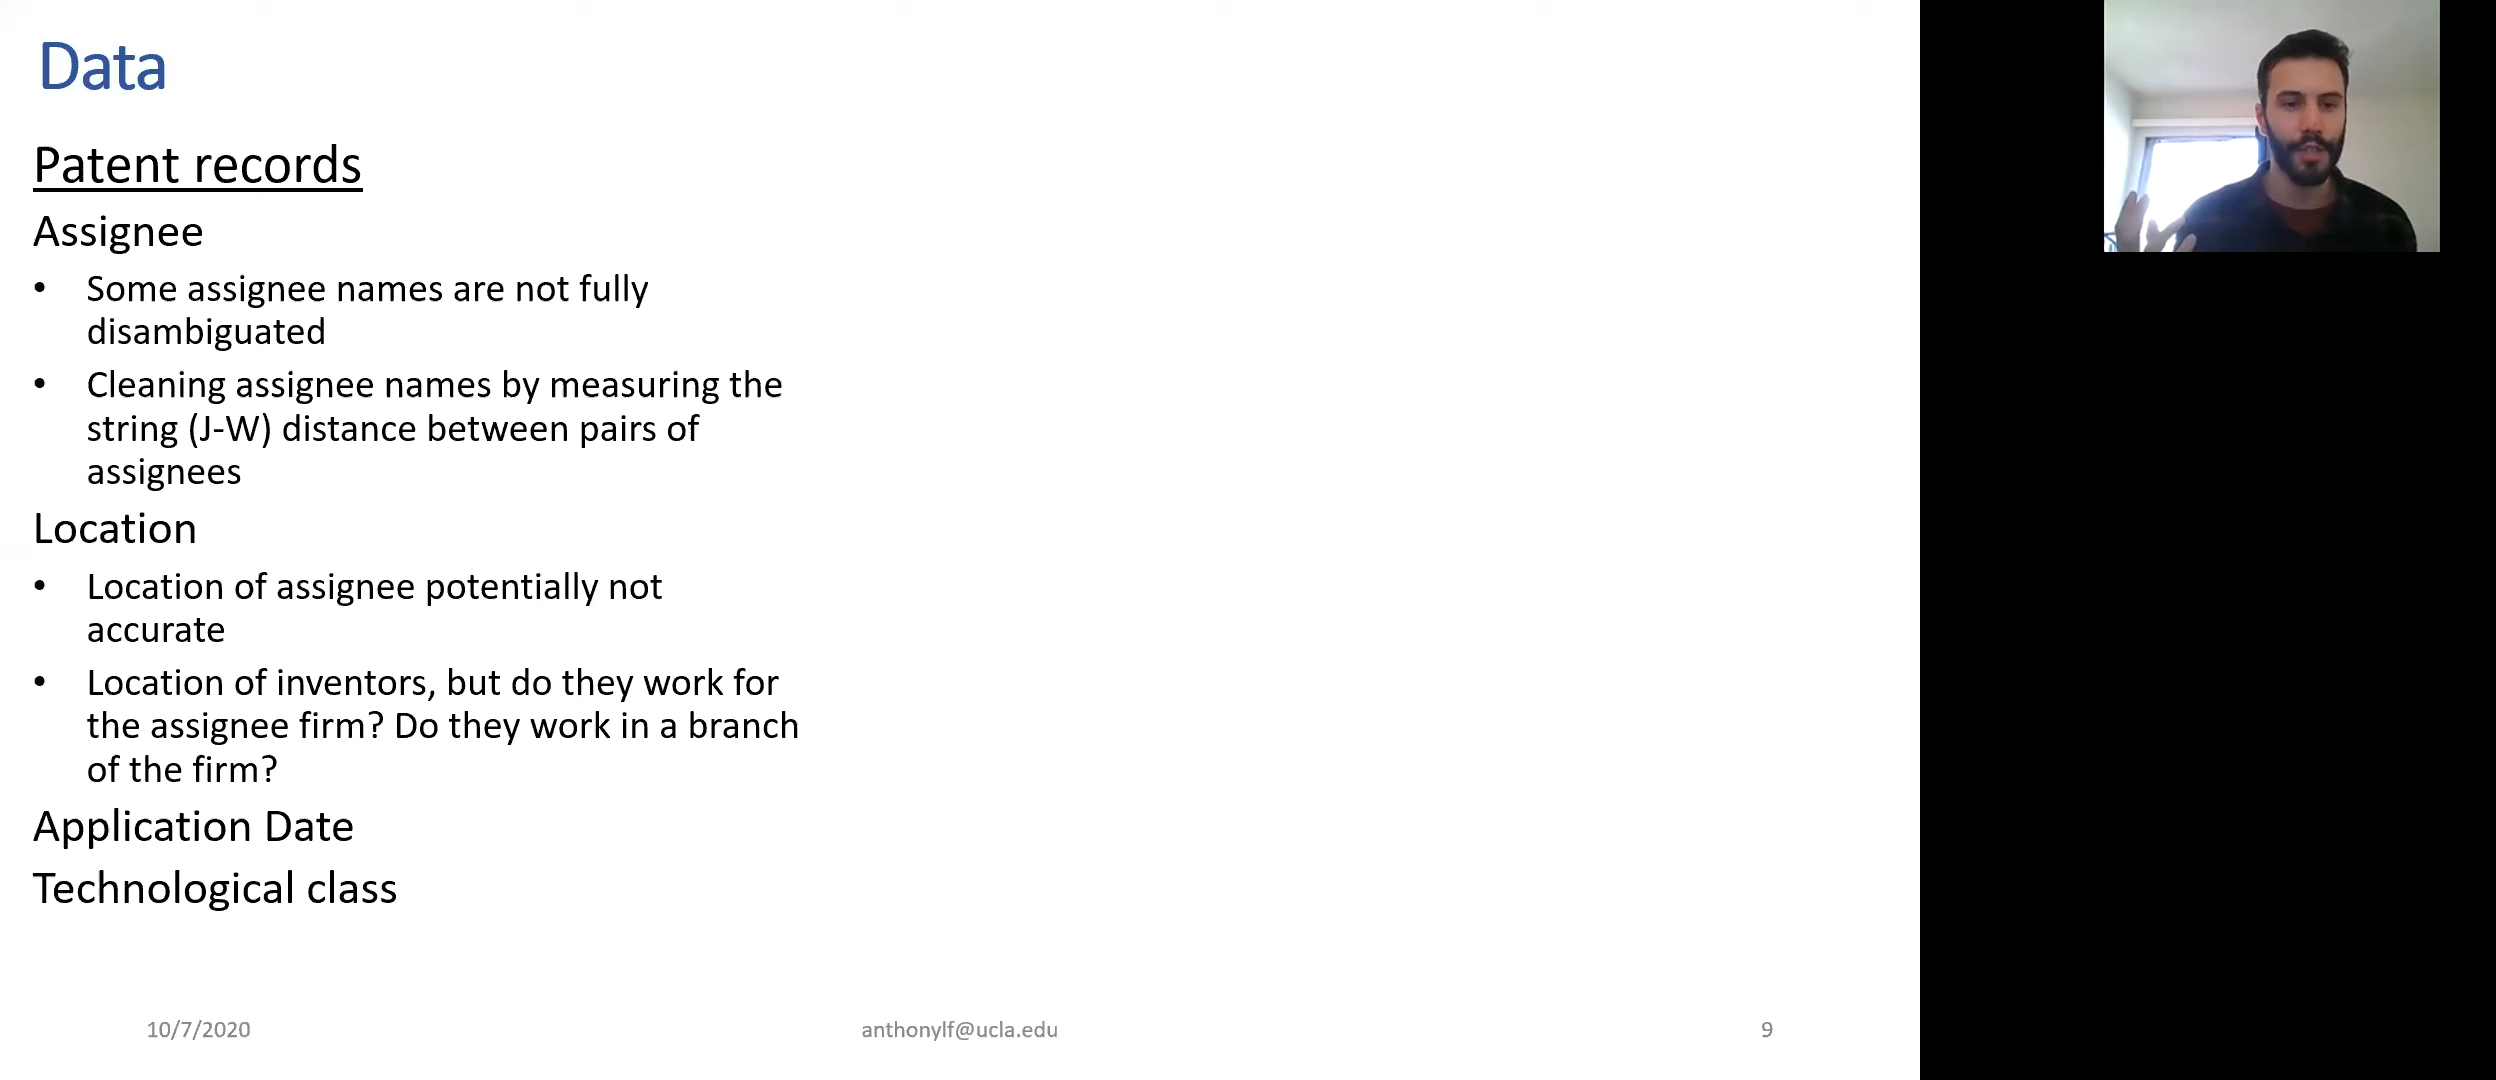 Data
Patent records
Assignee
• Some assignee names are not fully
disambiguated
• Cleaning assignee names by measuring the
string (J-W) distance between pairs of
assignees
Location
• Location of assignee potentially not
accurate
• Location of inventors, but do they work for
the assignee firm? Do they work in a branch
of the firm?
Application Date
Technological class
10/7/2020
anthonylf@ucla.edu
9